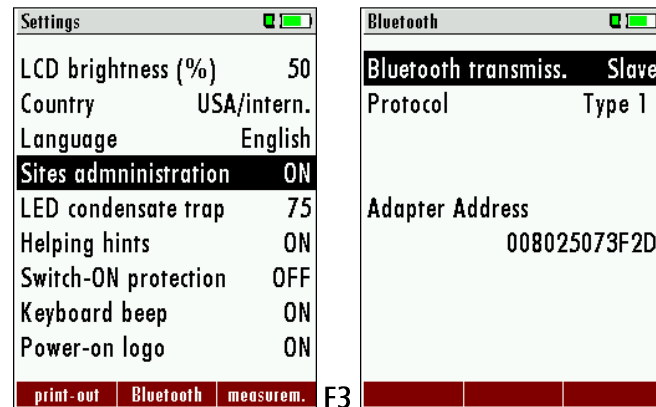 Settings
LCD brightness (%) 50
Country USA/intern.
Language English
Sites admninistration ON
LED condensate trap 75
Helping hints ON
Switch-ON protection OFF
Keyboard beep ON
Power-on logo ON
print-out Bluetooth measurem.
F3
Bluetooth
Bluetooth transmiss. Slave
Protocol Type 1
Adapter Address
008025073F2D